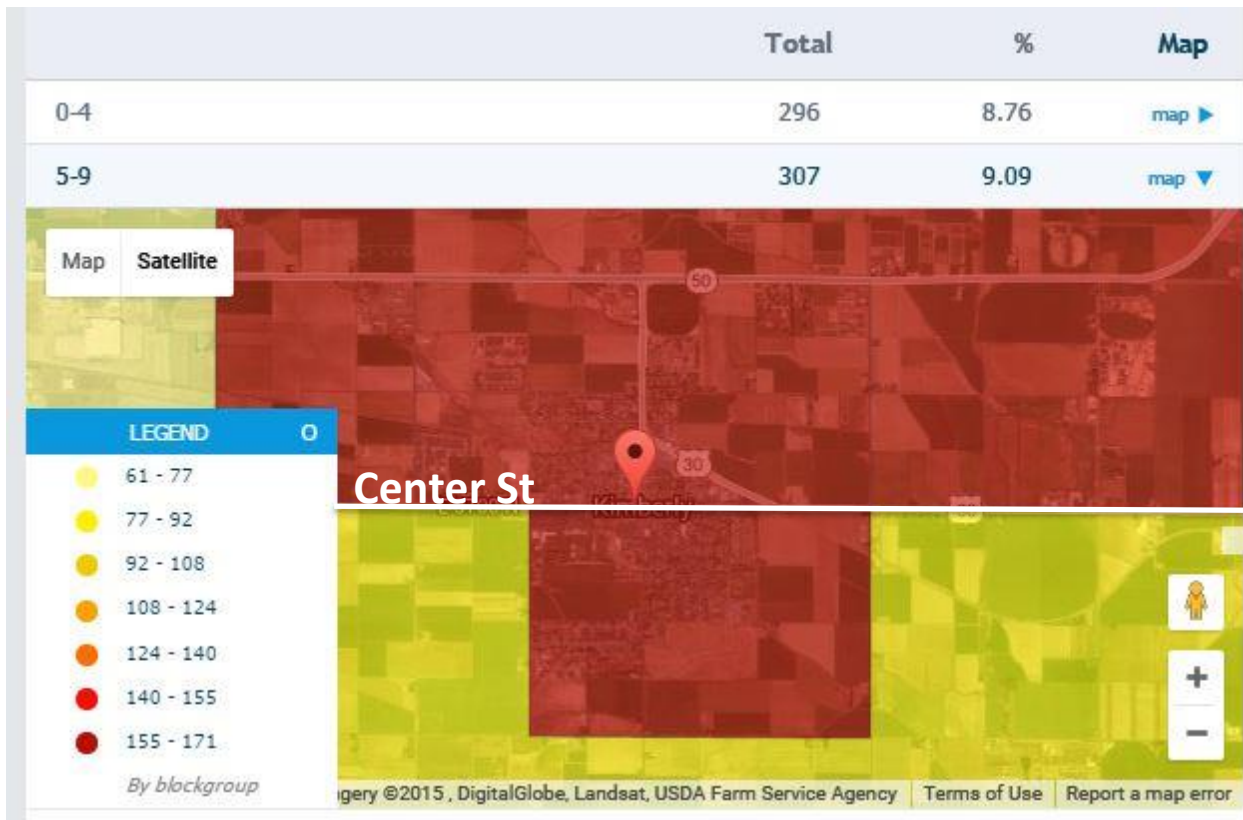 Total % Map
0-4 296 8.76 map ▶
5-9 307 9.09 map ▼
Map Satellite
50
LEGEND O
61 - 77
30
Center St
Kimberly
77 - 92
92 - 108
108 - 124
124 - 140
140 - 155
+
155 - 171
−
By blockgroup
gery ©2015 , DigitalGlobe, Landsat, USDA Farm Service Agency Terms of Use Report a map error